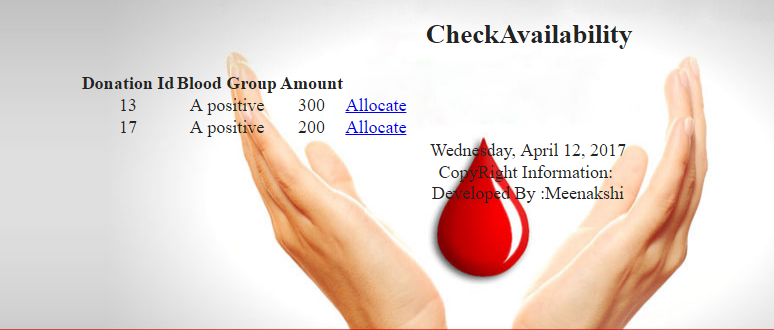 CheckAvailability
Donation Id Blood Group Amount
13 A positive 300 Allocate
17 A positive 200 Allocate
Wednesday, April 12, 2017
CopyRight Information:
Developed By :Meenakshi